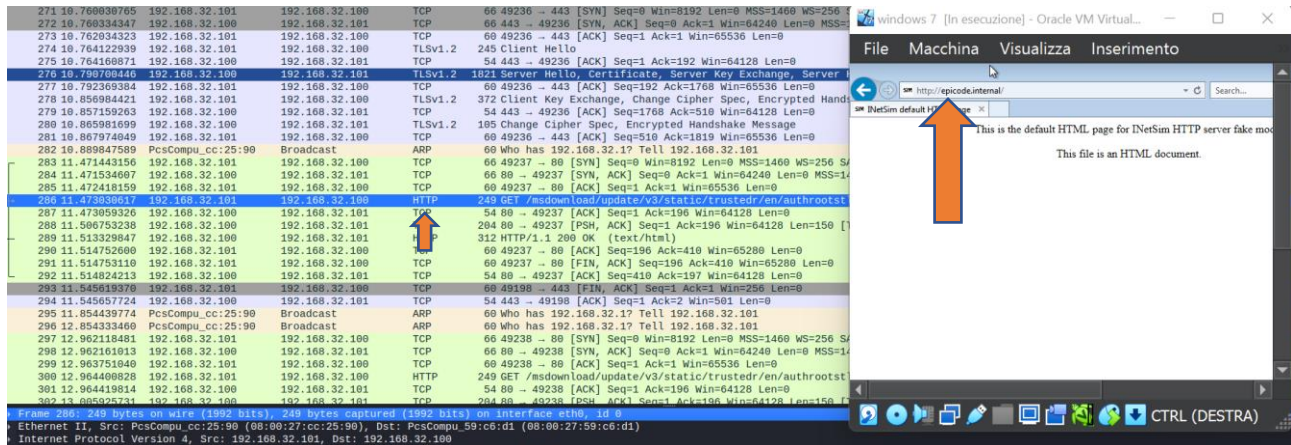 271 10.760030765 192.168.32.101 192.168.32.100 TCP 66 49236 → 443 [SYN] Seq=0 Win=8192 Len=0 MSS=1460 WS=256
272 10.760334347 192.168.32.100 192.168.32.101 TCP 66 443 → 49236 [SYN, ACK] Seq=0 Ack=1 Win=64240 Len=0
273 10.762034323 192.168.32.101 192.168.32.100 TCP 60 49236 → 443 [ACK] Seq=1 Ack=1 Win=65536 Len=0
274 10.764122939 192.168.32.101 192.168.32.100 TLSv1.2 245 Client Hello
275 10.764160871 192.168.32.100 192.168.32.101 TCP 54 443 → 49236 [ACK] Seq=1 Ack=192 Win=64128 Len=0
276 10.790700446 192.168.32.100 192.168.32.101 TLSv1.2 1821 Server Hello, Certificate, Server Key Exchange, Server
277 10.792369384 192.168.32.101 192.168.32.100 TCP 60 49236 → 443 [ACK] Seq=192 Ack=1768 Win=65536 Len=0
278 10.856984421 192.168.32.101 192.168.32.100 TLSv1.2 372 Client Key Exchange, Change Cipher Spec, Encrypted Hands
279 10.857159263 192.168.32.100 192.168.32.101 TCP 54 443 → 49236 [ACK] Seq=1768 Ack=510 Win=64128 Len=0
280 10.865981699 192.168.32.100 192.168.32.101 TLSv1.2 105 Change Cipher Spec, Encrypted Handshake Message
281 10.867974049 192.168.32.101 192.168.32.100 TCP 60 49236 → 443 [ACK] Seq=510 Ack=1819 Win=65536 Len=0
282 10.889847589 PcsCompu_cc:25:90 Broadcast ARP 60 Who has 192.168.32.1? Tell 192.168.32.101
283 11.471443156 192.168.32.101 192.168.32.100 TCP 66 49237 → 80 [SYN] Seq=0 Win=8192 Len=0 MSS=1460 WS=256 SA
284 11.471534607 192.168.32.100 192.168.32.101 TCP 66 80 → 49237 [SYN, ACK] Seq=0 Ack=1 Win=64240 Len=0 MSS=14
285 11.472418159 192.168.32.101 192.168.32.100 TCP 60 49237 → 80 [ACK] Seq=1 Ack=1 Win=65536 Len=0
286 11.473030617 192.168.32.101 192.168.32.100 HTTP 249 GET /msdownload/update/v3/static/trustedr/en/authrootst
287 11.473059326 192.168.32.100 192.168.32.101 TCP 54 80 → 49237 [ACK] Seq=1 Ack=196 Win=64128 Len=0
288 11.506753238 192.168.32.100 192.168.32.101 204 80 → 49237 [PSH, ACK] Seq=1 Ack=196 Win=64128 Len=150
289 11.513329847 192.168.32.100 192.168.32.101 312 HTTP/1.1 200 OK (text/html)
290 11.514752600 192.168.32.101 192.168.32.100 60 49237 → 80 [ACK] Seq=196 Ack=410 Win=65280 Len=0
291 11.514753110 192.168.32.101 192.168.32.100 TCP 60 49237 → 80 [FIN, ACK] Seq=196 Ack=410 Win=65280 Len=0
292 11.514824213 192.168.32.100 192.168.32.101 TCP 54 80 → 49237 [ACK] Seq=410 Ack=197 Win=64128 Len=0
293 11.545619370 192.168.32.101 192.168.32.100 TCP 60 49198 → 443 [FIN, ACK] Seq=1 Ack=1 Win=256 Len=0
294 11.545657724 192.168.32.100 192.168.32.101 TCP 54 443 → 49198 [ACK] Seq=1 Ack=2 Win=501 Len=0
295 11.854439774 PcsCompu_cc:25:90 Broadcast ARP 60 Who has 192.168.32.1? Tell 192.168.32.101
296 12.854333460 PcsCompu_cc:25:90 Broadcast ARP 60 Who has 192.168.32.1? Tell 192.168.32.101
297 12.962118481 192.168.32.101 192.168.32.100 TCP 66 49238 → 80 [SYN] Seq=0 Win=8192 Len=0 MSS=1460 WS=256 SA
298 12.962161013 192.168.32.100 192.168.32.101 TCP 66 80 → 49238 [SYN, ACK] Seq=0 Ack=1 Win=64240 Len=0 MSS=14
299 12.963751040 192.168.32.101 192.168.32.100 TCP 60 49238 → 80 [ACK] Seq=1 Ack=1 Win=65536 Len=0
300 12.964400828 192.168.32.101 192.168.32.100 HTTP 249 GET /msdownload/update/v3/static/trustedr/en/authrootst
301 12.964419814 192.168.32.100 192.168.32.101 TCP 54 80 → 49238 [ACK] Seq=1 Ack=196 Win=64128 Len=0
302 13.005925731 192.168.32.100 192.168.32.101 TCP 204 80 → 49238 [PSH, ACK] Seq=1 Ack=196 Win=64128 Len=150
Frame 286: 249 bytes on wire (1992 bits), 249 bytes captured (1992 bits) on interface eth0, id 0
Ethernet II, Src: PcsCompu_cc:25:90 (08:00:27:cc:25:90), Dst: PcsCompu_59:c6:d1 (08:00:27:59:c6:d1)
Internet Protocol Version 4, Src: 192.168.32.101, Dst: 192.168.32.100
windows 7 [In esecuzione] - Oracle VM Virtual...
File Macchina Visualizza Inserimento
http://epicode.internal/ Search...
INetSim default
This is the default HTML page for INetSim HTTP server fake mod
This file is an HTML document.
CTRL (DESTRA)